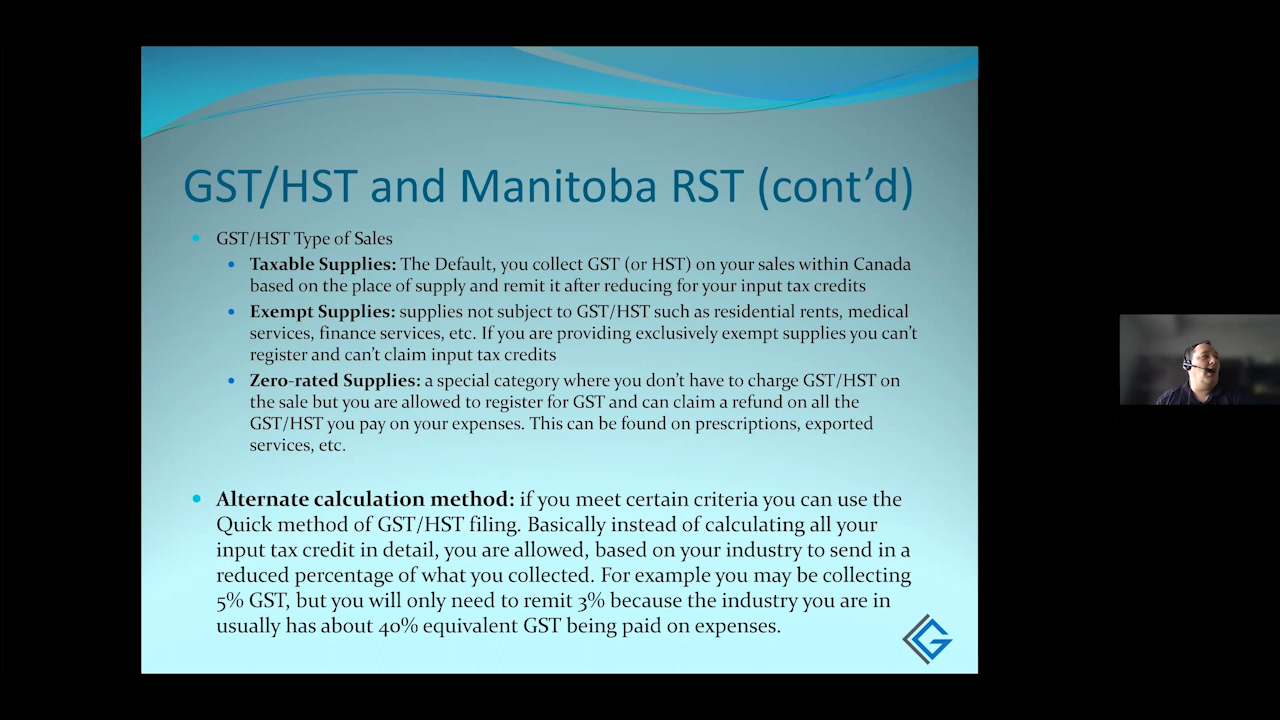 GST/HST and Manitoba RST (cont’d)
GST/HST Type of Sales
Taxable Supplies: The Default, you collect GST (or HST) on your sales within Canada
based on the place of supply and remit it after reducing for your input tax credits
Exempt Supplies: supplies not subject to GST/HST such as residential rents, medical
services, finance services, etc. If you are providing exclusively exempt supplies you can’t
register and can’t claim input tax credits
Zero-rated Supplies: a special category where you don’t have to charge GST/HST on
the sale but you are allowed to register for GST and can claim a refund on all the
GST/HST you pay on your expenses. This can be found on prescriptions, exported
services, etc.
Alternate calculation method: if you meet certain criteria you can use the
Quick method of GST/HST filing. Basically instead of calculating all your
input tax credit in detail, you are allowed, based on your industry to send in a
reduced percentage of what you collected. For example you may be collecting
5% GST, but you will only need to remit 3% because the industry you are in
usually has about 40% equivalent GST being paid on expenses.